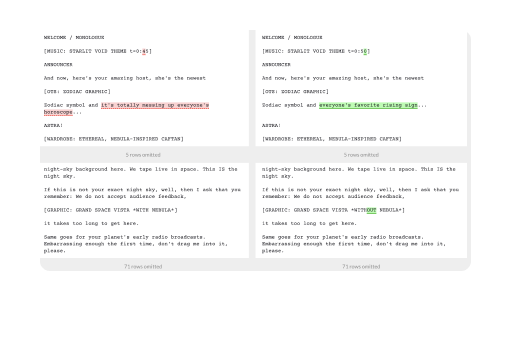 WELCOME / MONOLOGUE
[MUSIC: STARLIT VOID THEME t=0:45]
ANNOUNCER
And now, here's your amazing host, she's the newest
[OTS: ZODIAC GRAPHIC]
Zodiac symbol and it's totally messing up everyone's
horoscope...
ASTRA:
[WARDROBE: ETHEREAL, NEBULA-INSPIRED CAFTAN]
5 rows omitted
night-sky background here. We tape live in space. This IS the
night sky.
If this is not your exact night sky, well, then I ask that you
remember: We do not accept audience feedback,
[GRAPHIC: GRAND SPACE VISTA *WITH NEBULA*]
it takes too long to get here.
Same goes for your planet's early radio broadcasts.
Embarrassing enough the first time, don't drag me into it,
please.
71 rows omitted
WELCOME / MONOLOGUE
[MUSIC: STARLIT VOID THEME t=0:50]
ANNOUNCER
And now, here's your amazing host, she's the newest
[OTS: ZODIAC GRAPHIC]
Zodiac symbol and everyone's favorite rising sign...
ASTRA:
[WARDROBE: ETHEREAL, NEBULA-INSPIRED CAFTAN]
5 rows omitted
night-sky background here. We tape live in space. This IS the
night sky.
If this is not your exact night sky, well, then I ask that you
remember: We do not accept audience feedback,
[GRAPHIC: GRAND SPACE VISTA *WITHOUT NEBULA*]
it takes too long to get here.
Same goes for your planet's early radio broadcasts.
Embarrassing enough the first time, don't drag me into it,
please.
71 rows omitted